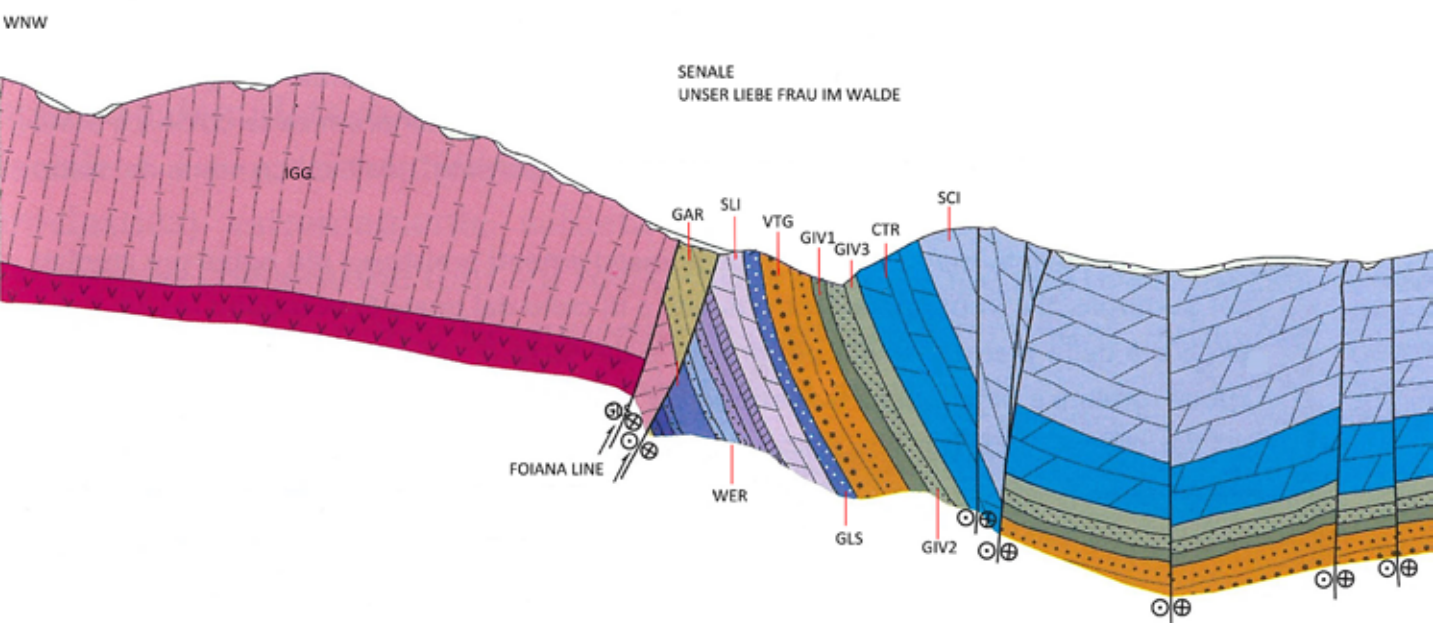 WNW
SENALE
UNSER LIEBE FRAU IM WALDE
IGG
GAR
SLI
VTG
GIV1
GIV3
CTR
SCI
FOIANA LINE
WER
GLS
GIV2